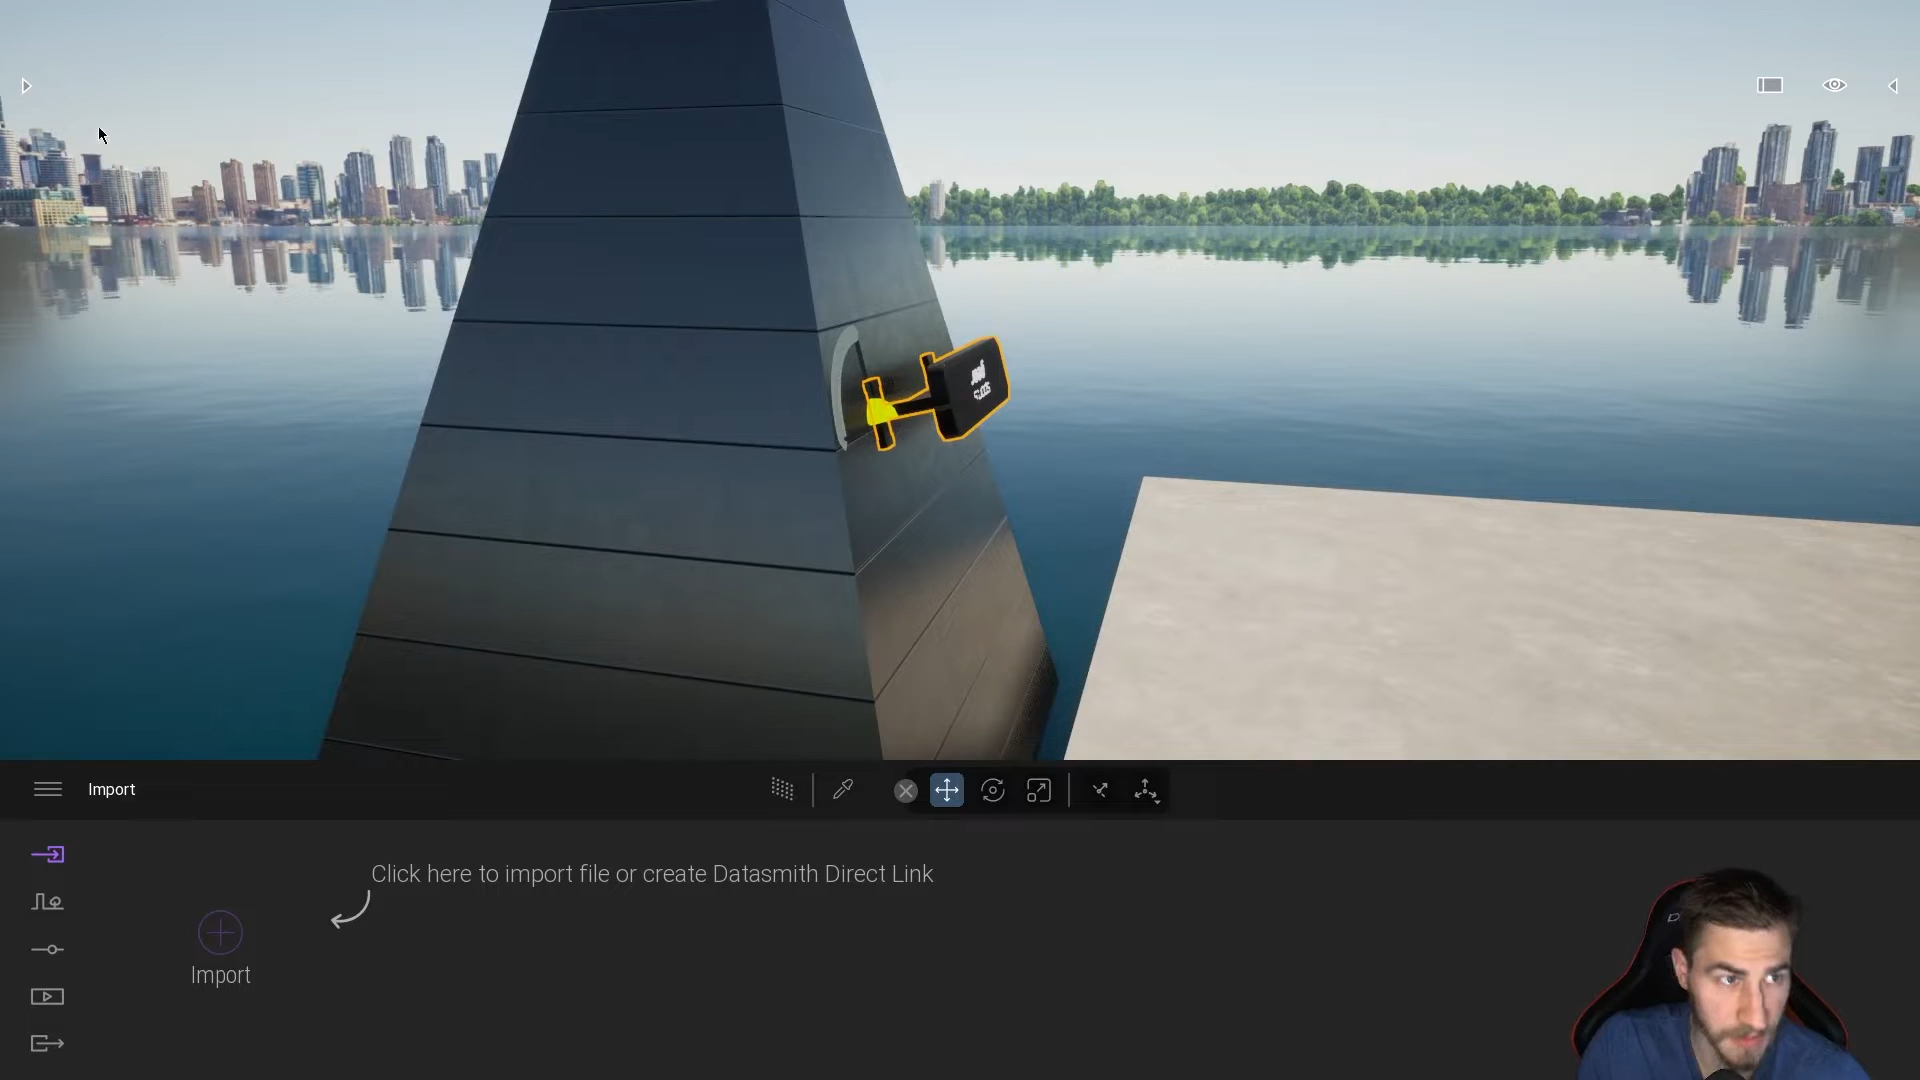 Import
Click here to import file or create Datasmith Direct Link
Import